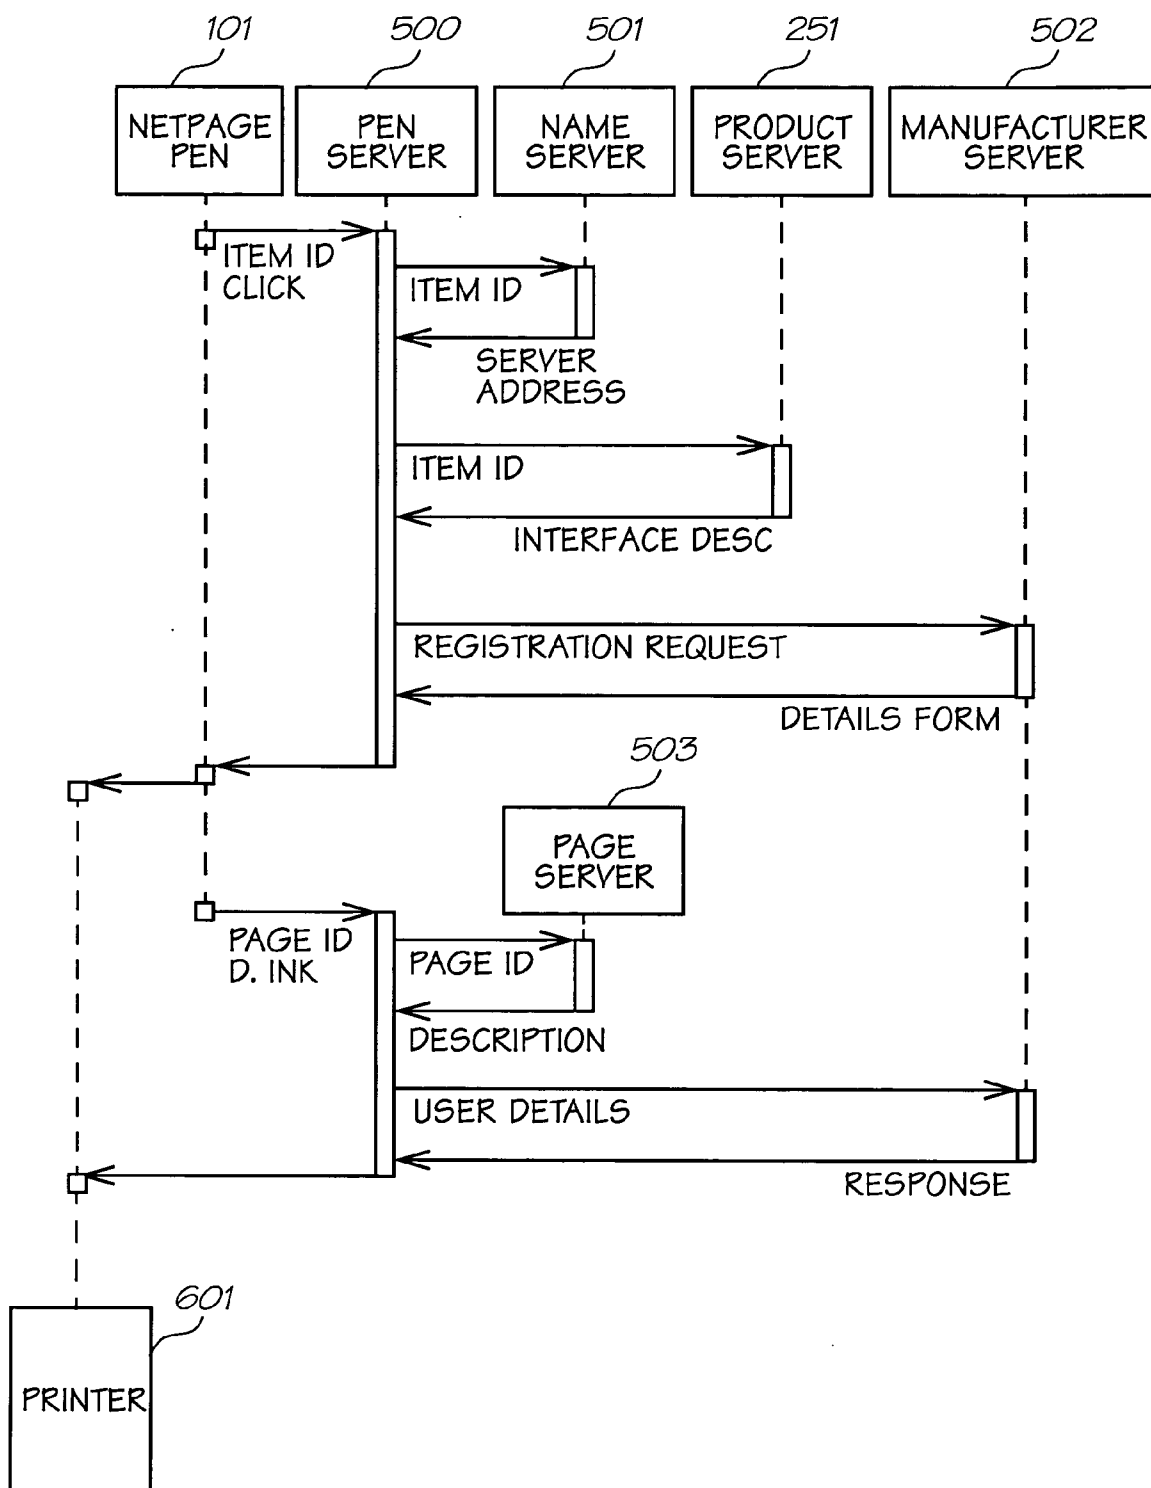 101
500
501
251
502
NETPAGE
PEN
PEN
SERVER
NAME
SERVER
PRODUCT
SERVER
MANUFACTURER
SERVER
ITEM ID
CLICK
ITEM ID
SERVER
ADDRESS
ITEM ID
INTERFACE DESC
REGISTRATION REQUEST
DETAILS FORM
503
PAGE
SERVER
PAGE ID
D. INK
PAGE ID
DESCRIPTION
USER DETAILS
RESPONSE
601
PRINTER